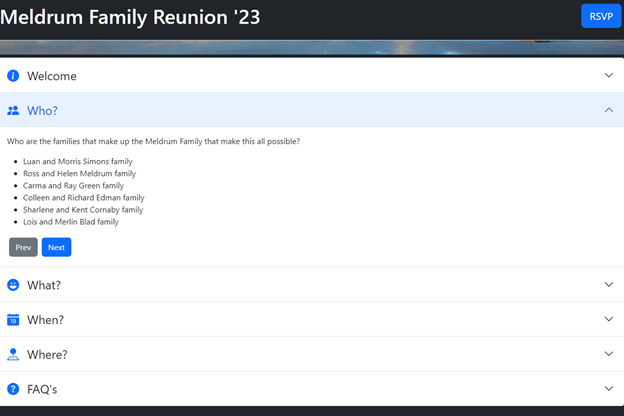 Meldrum Family Reunion '23
RSVP
Welcome
Who?
Who are the families that make up the Meldrum Family that make this all possible?
Luan and Morris Simons family
Ross and Helen Meldrum family
Carma and Ray Green family
Colleen and Richard Edman family
Sharlene and Kent Cornaby family
Lois and Merlin Blad family
Prev Next
What?
When?
Where?
FAQ's